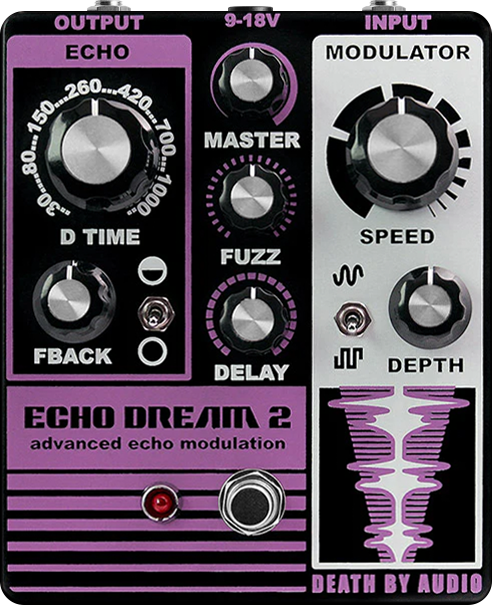 OUTPUT
9-18V
INPUT
ECHO
MODULATOR
30...80...150...260...420...700...1000...
D TIME
MASTER
FUZZ
SPEED
FBACK
DELAY
DEPTH
ECHO DREAM 2
advanced echo modulation
DEATH BY AUDIO